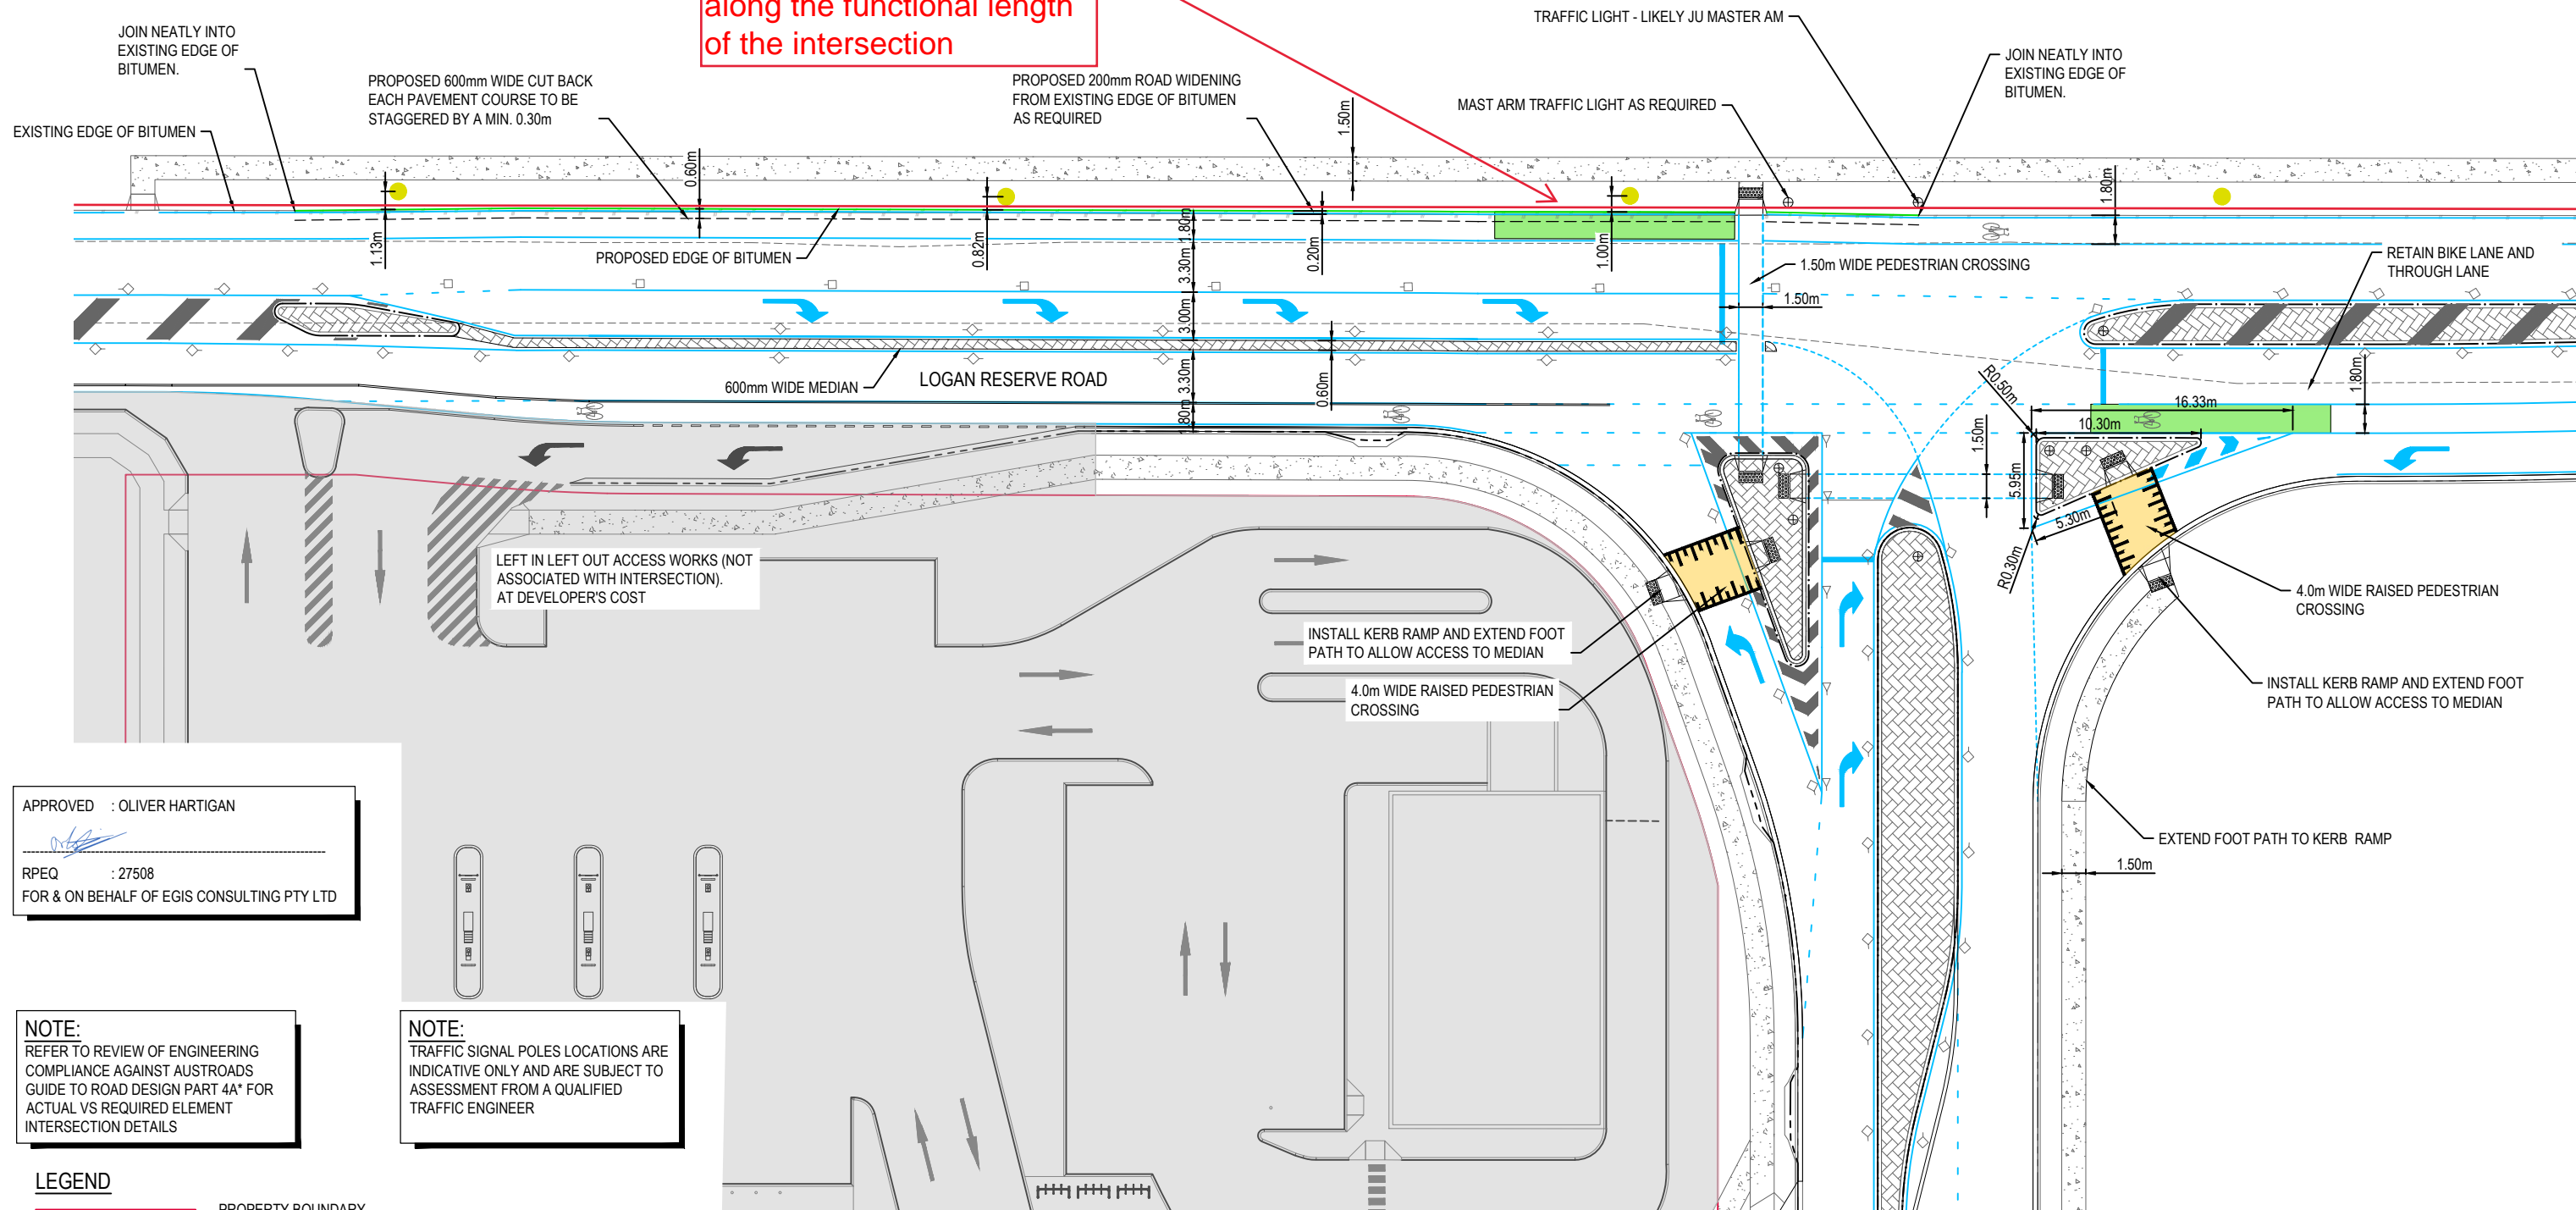 along the functional length
of the intersection
JOIN NEATLY INTO
EXISTING EDGE OF
BITUMEN.
EXISTING EDGE OF BITUMEN
PROPOSED 600mm WIDE CUT BACK
EACH PAVEMENT COURSE TO BE
STAGGERED BY A MIN. 0.30m
PROPOSED 200mm ROAD WIDENING
FROM EXISTING EDGE OF BITUMEN
AS REQUIRED
TRAFFIC LIGHT - LIKELY JU MASTER AM
MAST ARM TRAFFIC LIGHT AS REQUIRED
JOIN NEATLY INTO
EXISTING EDGE OF
BITUMEN.
1.50m
0.60m
1.80m
1.13m
0.82m
1.80m
0.20m
1.00m
PROPOSED EDGE OF BITUMEN
3.30m
1.50m WIDE PEDESTRIAN CROSSING
1.50m
RETAIN BIKE LANE AND
THROUGH LANE
3.00m
600mm WIDE MEDIAN
LOGAN RESERVE ROAD
3.30m
0.60m
1.80m
R0.50m
16.33m
1.80m
10.30m
1.50m
5.95m
5.30m
R0.30m
LEFT IN LEFT OUT ACCESS WORKS (NOT
ASSOCIATED WITH INTERSECTION).
AT DEVELOPER'S COST
4.0m WIDE RAISED PEDESTRIAN
CROSSING
INSTALL KERB RAMP AND EXTEND FOOT
PATH TO ALLOW ACCESS TO MEDIAN
4.0m WIDE RAISED PEDESTRIAN
CROSSING
INSTALL KERB RAMP AND EXTEND FOOT
PATH TO ALLOW ACCESS TO MEDIAN
EXTEND FOOT PATH TO KERB RAMP
1.50m
APPROVED : OLIVER HARTIGAN
RPEQ : 27508
FOR & ON BEHALF OF EGIS CONSULTING PTY LTD
NOTE:
REFER TO REVIEW OF ENGINEERING
COMPLIANCE AGAINST AUSTROADS
GUIDE TO ROAD DESIGN PART 4A* FOR
ACTUAL VS REQUIRED ELEMENT
INTERSECTION DETAILS
NOTE:
TRAFFIC SIGNAL POLES LOCATIONS ARE
INDICATIVE ONLY AND ARE SUBJECT TO
ASSESSMENT FROM A QUALIFIED
TRAFFIC ENGINEER
LEGEND
PROPERTY BOUNDARY